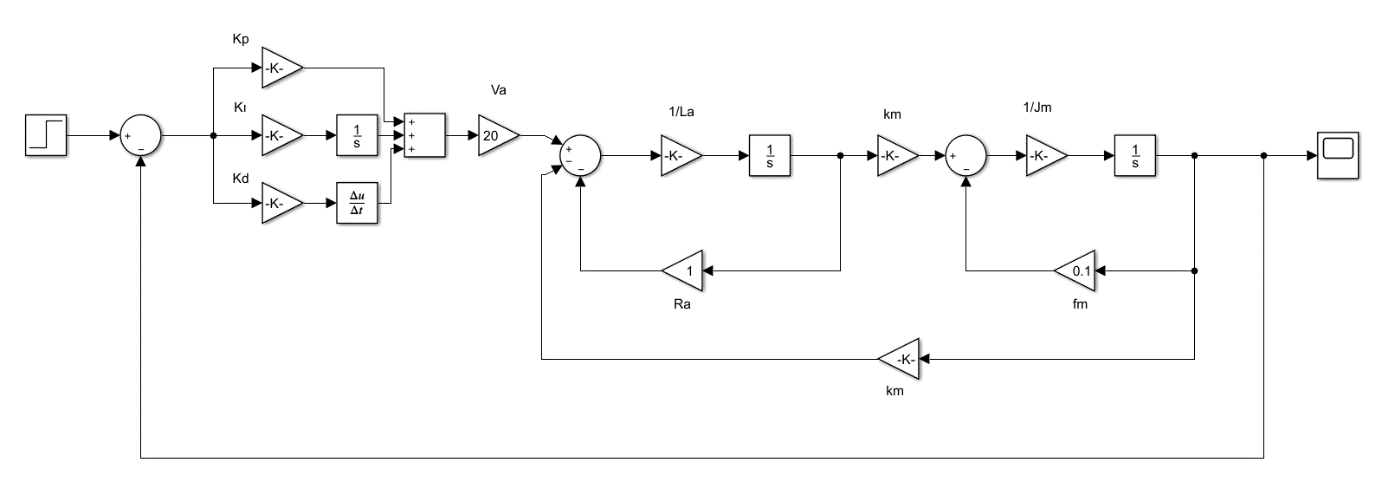 Kp
-K-
Kı
-K-
1
s
Kd
-K-
Δu
Δt
+
+
+
Va
20
+
−
+
−
−
1/La
-K-
1
s
km
-K-
+
−
1/Jm
-K-
1
s
1
Ra
0.1
fm
-K-
km